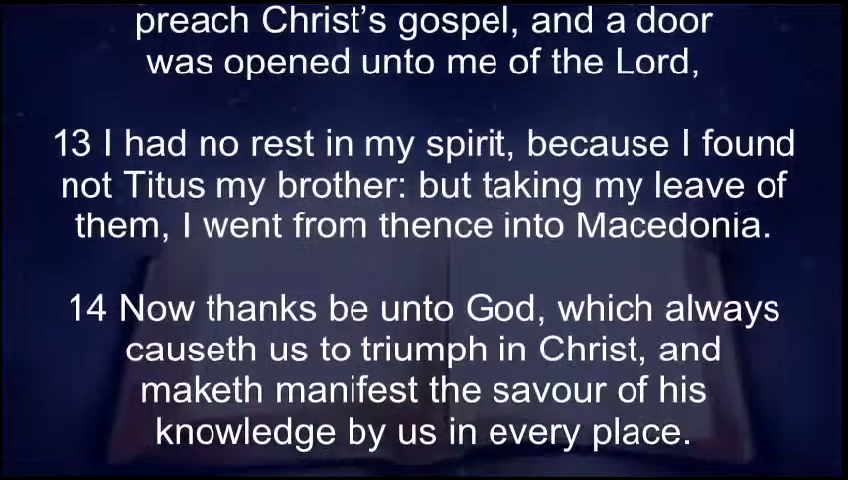 preach Christ’s gospel, and a door
was opened unto me of the Lord,
13 I had no rest in my spirit, because I found
not Titus my brother: but taking my leave of
them, I went from thence into Macedonia.
14 Now thanks be unto God, which always
causeth us to triumph in Christ, and
maketh manifest the savour of his
knowledge by us in every place.